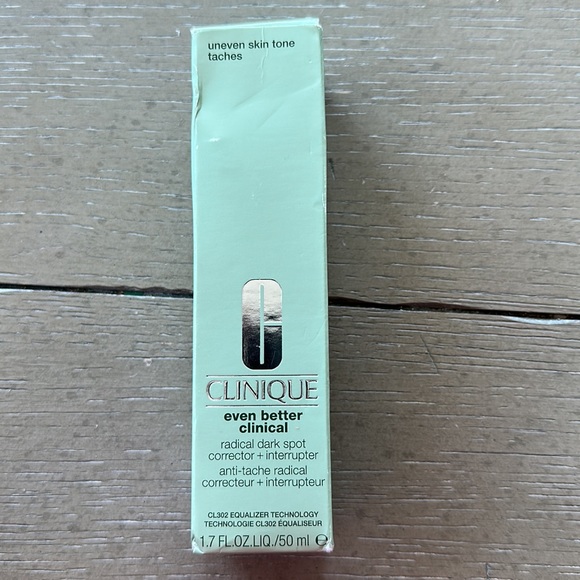 uneven skin tone
taches
CLINIQUE
even better
clinical
radical dark spot
corrector + interrupter
anti-tache radical
correcteur + interrupteur
CL302 EQUALIZER TECHNOLOGY
TECHNOLOGIE CL302 ÉQUALISEUR
1.7 FL.OZ.LIQ./50 ml ℮